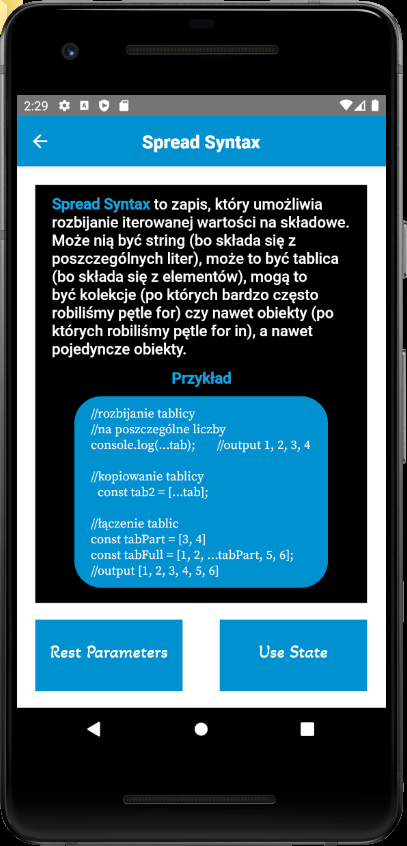 2:29
Spread Syntax
Spread Syntax to zapis, który umożliwia
rozbijanie iterowanej wartości na składowe.
Może nią być string (bo składa się z
poszczególnych liter), może to być tablica
(bo składa się z elementów), mogą to
być kolekcje (po których bardzo często
robiliśmy pętle for) czy nawet obiekty (po
których robiliśmy pętle for in), a nawet
pojedyncze obiekty.
Przykład
//rozbijanie tablicy
//na poszczególne liczby
console.log(...tab); //output 1, 2, 3, 4
//kopiowanie tablicy
const tab2 = [...tab];
//łączenie tablic
const tabPart = [3, 4]
const tabFull = [1, 2, ...tabPart, 5, 6];
//output [1, 2, 3, 4, 5, 6]
Rest Parameters Use State